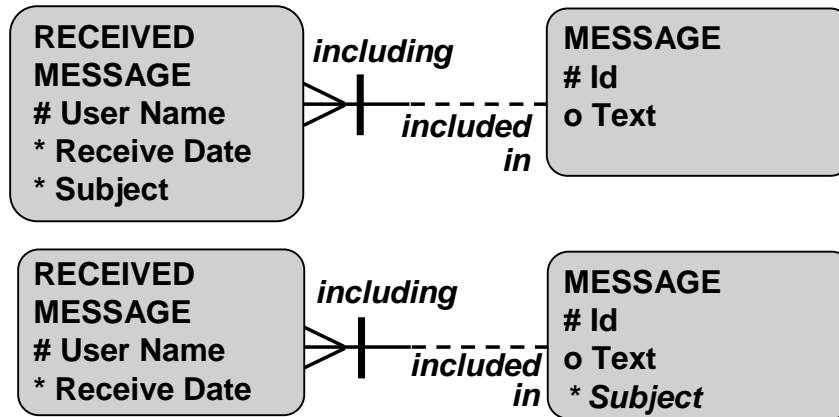 RECEIVED
MESSAGE
# User Name
* Receive Date
* Subject
including
included
in
MESSAGE
# Id
o Text
RECEIVED
MESSAGE
# User Name
* Receive Date
including
included
in
MESSAGE
# Id
o Text
* Subject